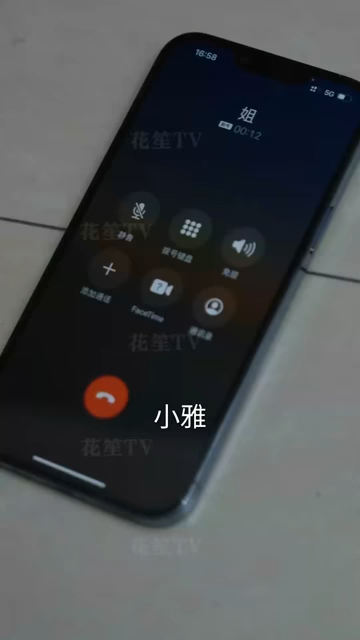 16:58
5G
姐
00:12
花笙TV
静音
拨号键盘
免提
花笙TV
添加通话
FaceTime
通讯录
花笙TV
小雅
花笙TV
花笙TV